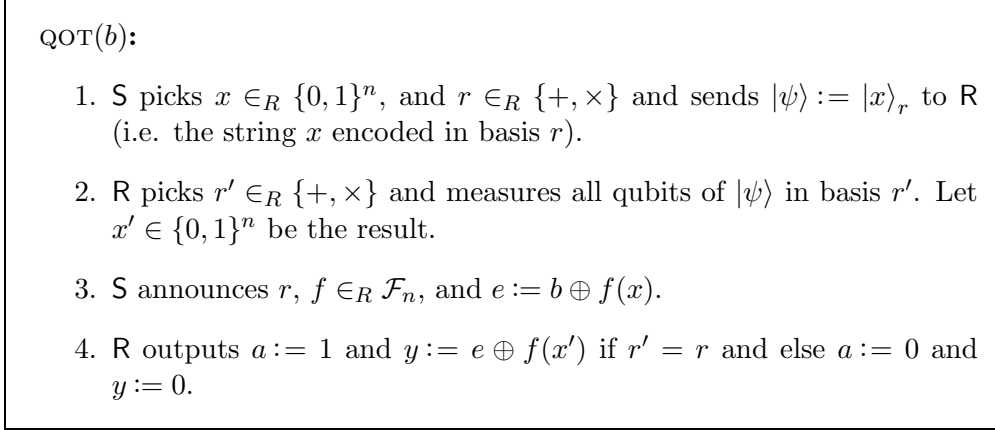 QOT(b):
1. S picks x ∈_R {0, 1}^n, and r ∈_R {+, ×} and sends |ψ⟩ := |x⟩_r to R
(i.e. the string x encoded in basis r).
2. R picks r′ ∈_R {+, ×} and measures all qubits of |ψ⟩ in basis r′. Let
x′ ∈ {0, 1}^n be the result.
3. S announces r, f ∈_R ℱ_n, and e := b ⊕ f(x).
4. R outputs a := 1 and y := e ⊕ f(x′) if r′ = r and else a := 0 and
y := 0.